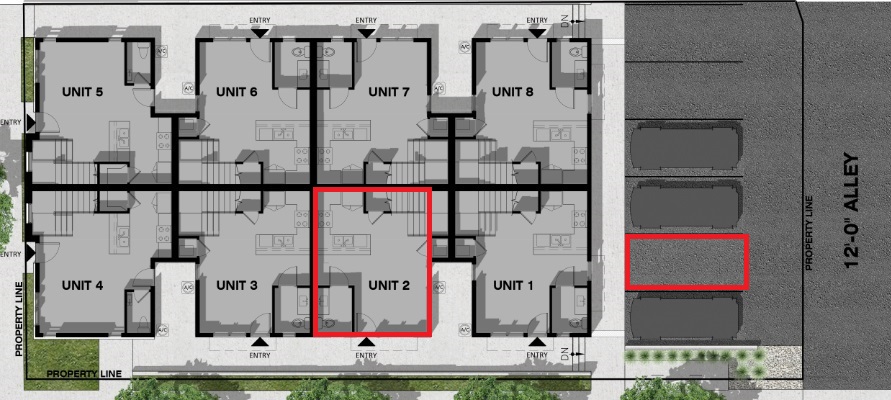 ENTRY
ENTRY
ENTRY
DN
A/C
A/C
UNIT 5
UNIT 6
UNIT 7
UNIT 8
A/C
A/C
ENTRY
ENTRY
UNIT 4
UNIT 3
UNIT 2
UNIT 1
A/C
A/C
A/C
ENTRY
ENTRY
ENTRY
DN
PROPERTY LINE
PROPERTY LINE
PROPERTY LINE
12'-0" ALLEY